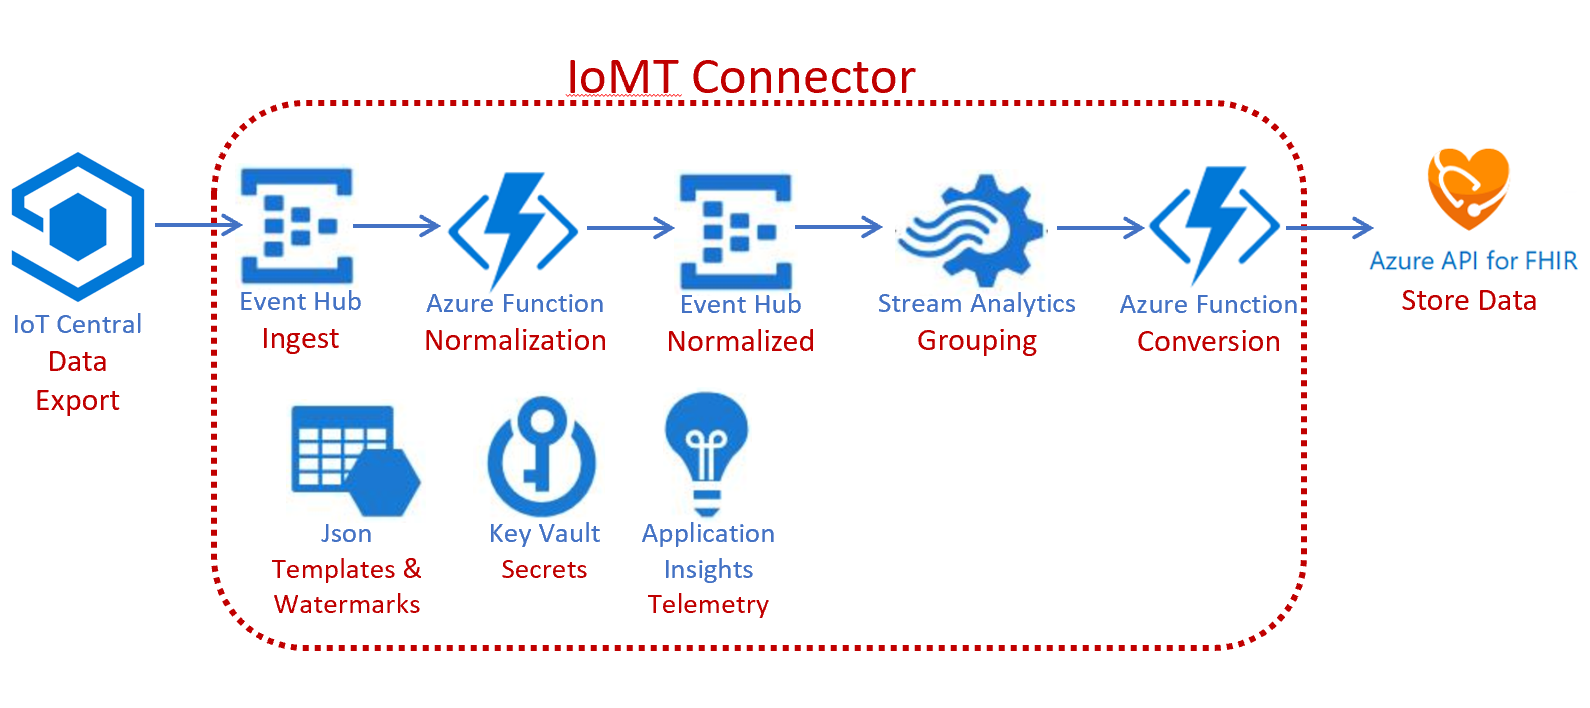 IoMT Connector
IoT Central
Data
Export
Event Hub
Ingest
Azure Function
Normalization
Event Hub
Normalized
Stream Analytics
Grouping
Azure Function
Conversion
Azure API for FHIR
Store Data
Json
Templates &
Watermarks
Key Vault
Secrets
Application
Insights
Telemetry